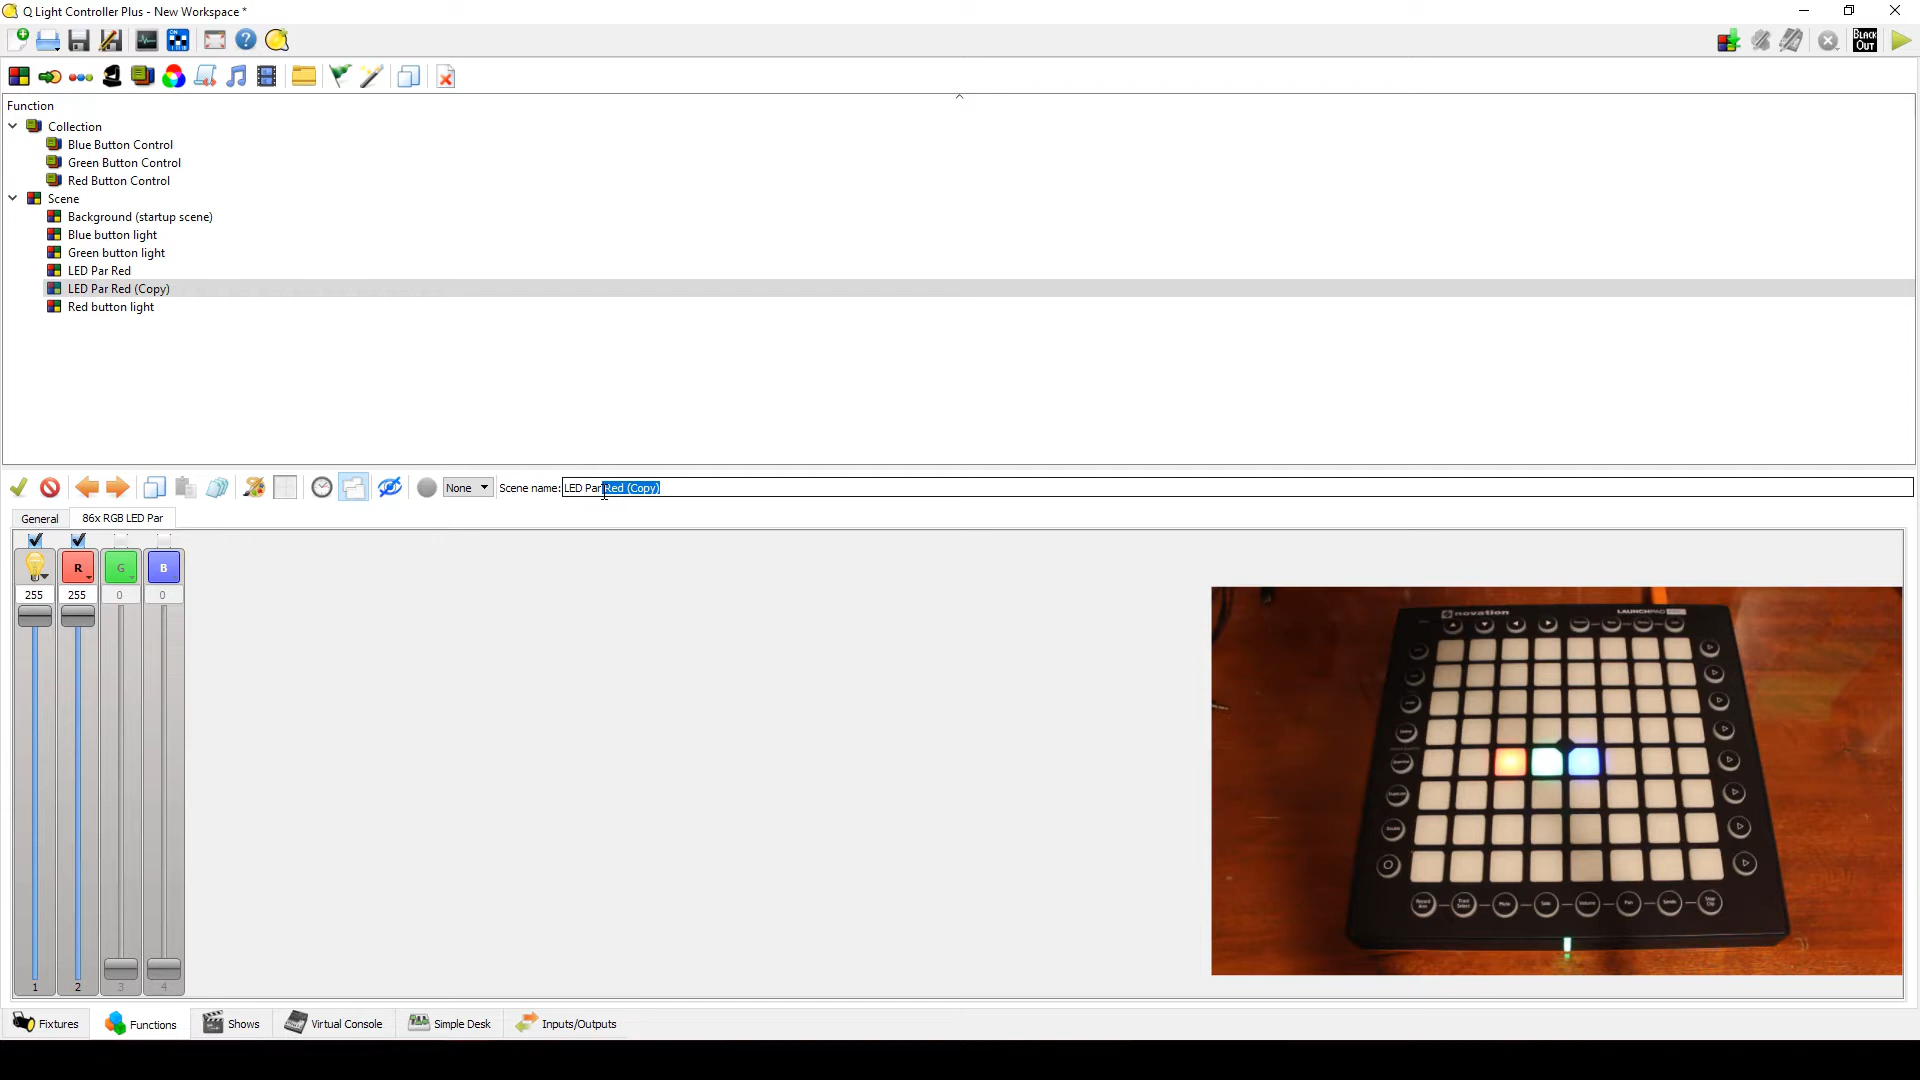 Q Light Controller Plus - New Workspace *
BLACK OUT
Function
Collection
Blue Button Control
Green Button Control
Red Button Control
Scene
Background (startup scene)
Blue button light
Green button light
LED Par Red
LED Par Red (Copy)
Red button light
None
Scene name: LED Par Red (Copy)
General
86x RGB LED Par
R G B
255 255 0 0
1 2 3 4
novation
LAUNCHPAD
Fixtures
Functions
Shows
Virtual Console
Simple Desk
Inputs/Outputs